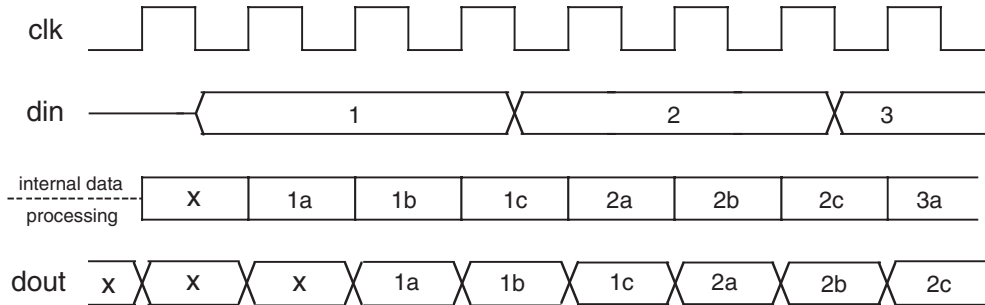 clk
din 1 2 3
internal data
processing
x 1a 1b 1c 2a 2b 2c 3a
dout x x x 1a 1b 1c 2a 2b 2c